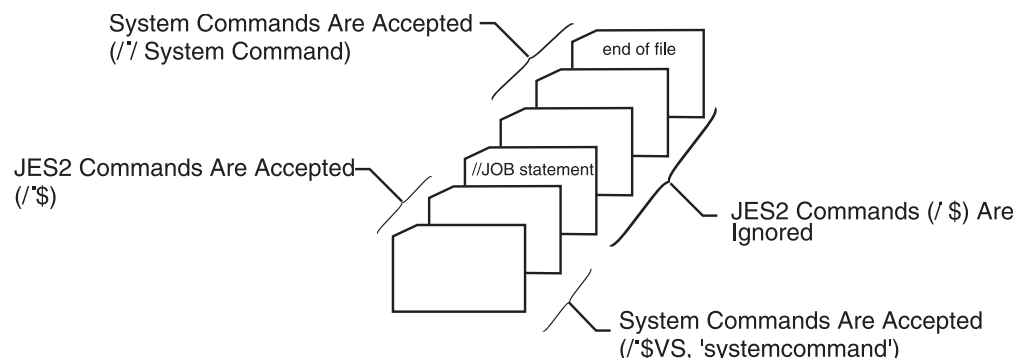 System Commands Are Accepted
(/*/ System Command)
end of file
JES2 Commands Are Accepted
(/*$)
//JOB statement
JES2 Commands (/*$) Are
Ignored
System Commands Are Accepted
(/*$VS, 'systemcommand')